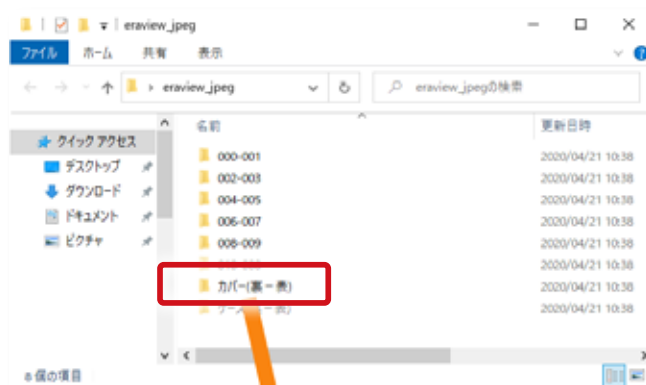 eraview_jpeg
ファイル ホーム 共有 表示
eraview_jpeg eraview_jpegの検索
名前 更新日時
クイック アクセス
デスクトップ
ダウンロード
ドキュメント
ピクチャ
000-001 2020/04/21 10:38
002-003 2020/04/21 10:38
004-005 2020/04/21 10:38
006-007 2020/04/21 10:38
008-009 2020/04/21 10:38
2020/04/21 10:38
カバー(裏－表) 2020/04/21 10:38
2020/04/21 10:38
8 個の項目